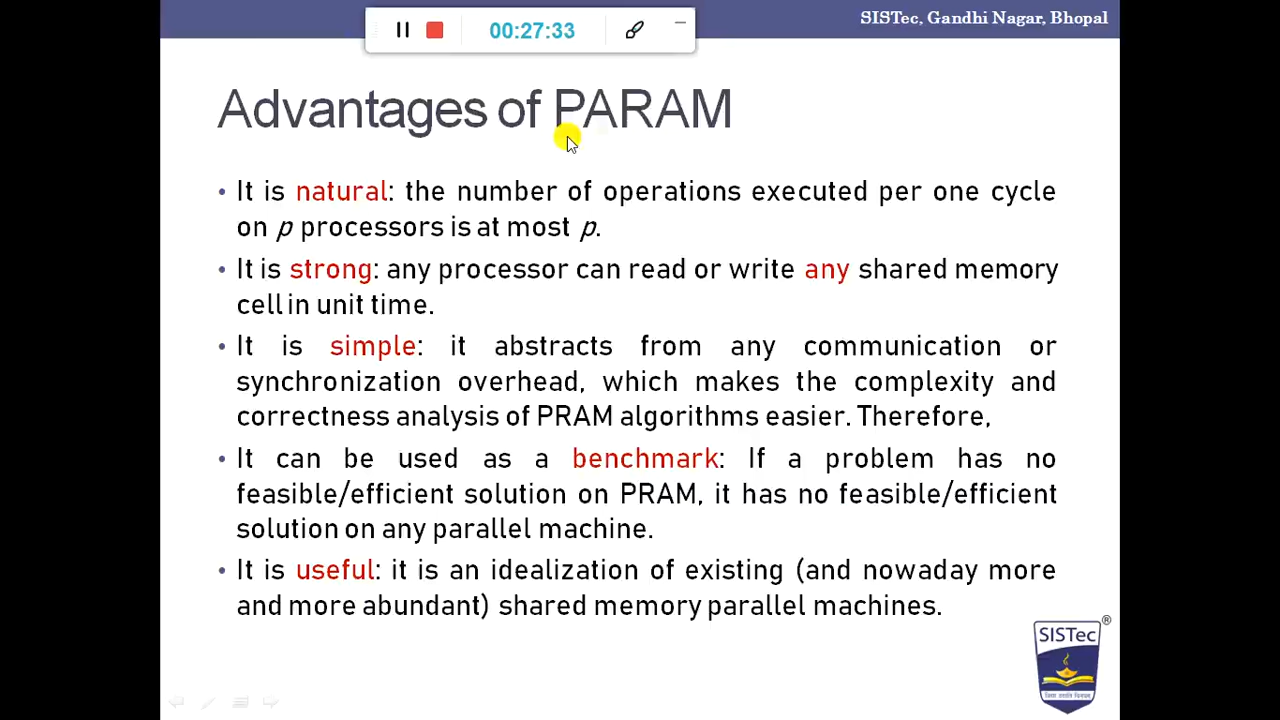 SISTec, Gandhi Nagar, Bhopal
00:27:33
Advantages of PARAM
• It is natural: the number of operations executed per one cycle
on p processors is at most p.
• It is strong: any processor can read or write any shared memory
cell in unit time.
• It is simple: it abstracts from any communication or
synchronization overhead, which makes the complexity and
correctness analysis of PRAM algorithms easier. Therefore,
• It can be used as a benchmark: If a problem has no
feasible/efficient solution on PRAM, it has no feasible/efficient
solution on any parallel machine.
• It is useful: it is an idealization of existing (and nowaday more
and more abundant) shared memory parallel machines.
SISTec ®